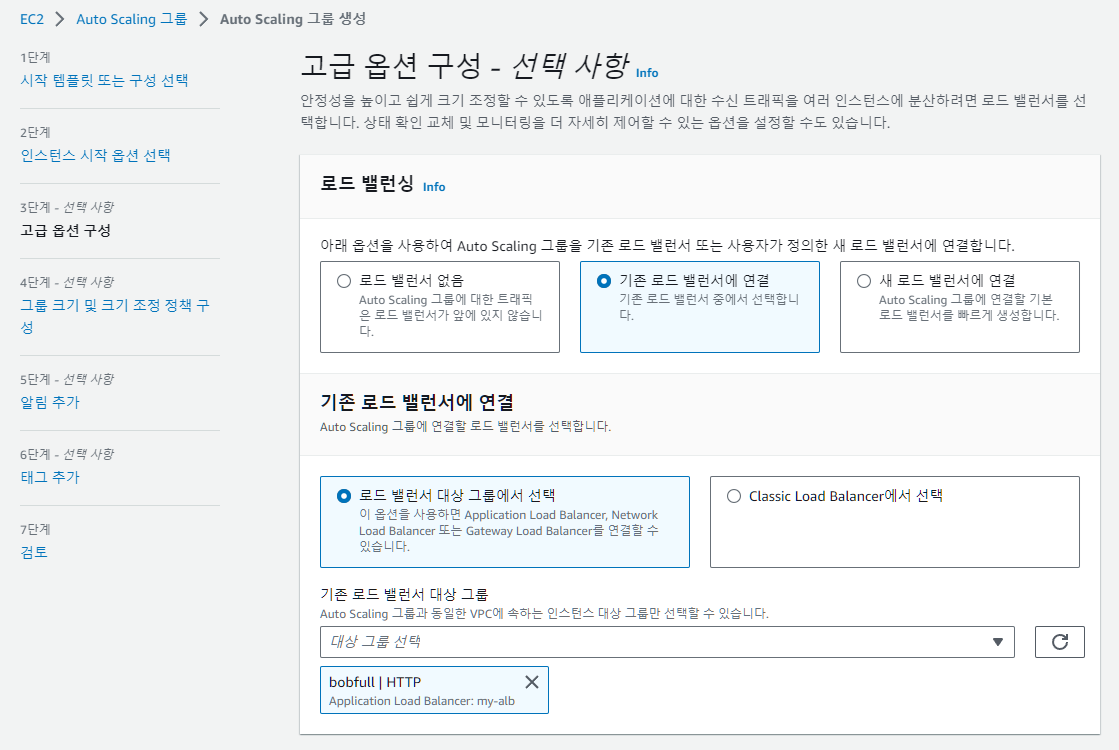 EC2 > Auto Scaling 그룹 > Auto Scaling 그룹 생성
1단계
시작 템플릿 또는 구성 선택
2단계
인스턴스 시작 옵션 선택
3단계 - 선택 사항
고급 옵션 구성
4단계 - 선택 사항
그룹 크기 및 크기 조정 정책 구
성
5단계 - 선택 사항
알림 추가
6단계 - 선택 사항
태그 추가
7단계
검토
고급 옵션 구성 - 선택 사항 Info
안정성을 높이고 쉽게 크기 조정할 수 있도록 애플리케이션에 대한 수신 트래픽을 여러 인스턴스에 분산하려면 로드 밸런서를 선
택합니다. 상태 확인 교체 및 모니터링을 더 자세히 제어할 수 있는 옵션을 설정할 수도 있습니다.
로드 밸런싱 Info
아래 옵션을 사용하여 Auto Scaling 그룹을 기존 로드 밸런서 또는 사용자가 정의한 새 로드 밸런서에 연결합니다.
로드 밸런서 없음
Auto Scaling 그룹에 대한 트래픽
은 로드 밸런서가 앞에 있지 않습니
다.
기존 로드 밸런서에 연결
기존 로드 밸런서 중에서 선택합니
다.
새 로드 밸런서에 연결
Auto Scaling 그룹에 연결할 기본
로드 밸런서를 빠르게 생성합니다.
기존 로드 밸런서에 연결
Auto Scaling 그룹에 연결할 로드 밸런서를 선택합니다.
로드 밸런서 대상 그룹에서 선택
이 옵션을 사용하면 Application Load Balancer, Network
Load Balancer 또는 Gateway Load Balancer를 연결할 수
있습니다.
Classic Load Balancer에서 선택
기존 로드 밸런서 대상 그룹
Auto Scaling 그룹과 동일한 VPC에 속하는 인스턴스 대상 그룹만 선택할 수 있습니다.
대상 그룹 선택
bobfull | HTTP
Application Load Balancer: my-alb